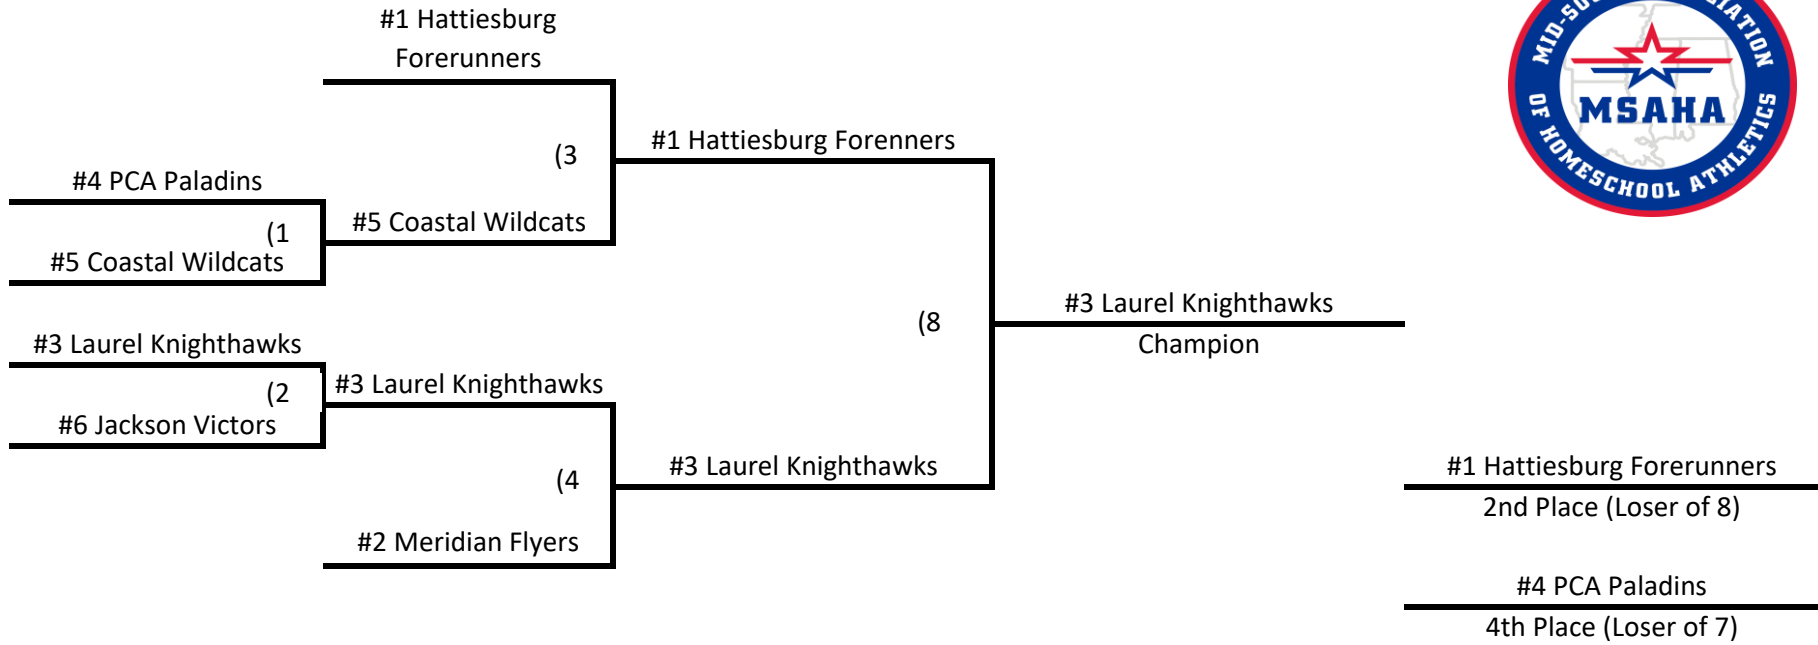 #1 Hattiesburg
Forerunners
#1 Hattiesburg Forenners
(3
#4 PCA Paladins
#5 Coastal Wildcats
(1
#5 Coastal Wildcats
#3 Laurel Knighthawks
(8
Champion
#3 Laurel Knighthawks
(2
#3 Laurel Knighthawks
#6 Jackson Victors
#3 Laurel Knighthawks
(4
#2 Meridian Flyers
#1 Hattiesburg Forerunners
2nd Place (Loser of 8)
#4 PCA Paladins
4th Place (Loser of 7)
MSAHA
OF HOMESCHOOL ATHLETICS